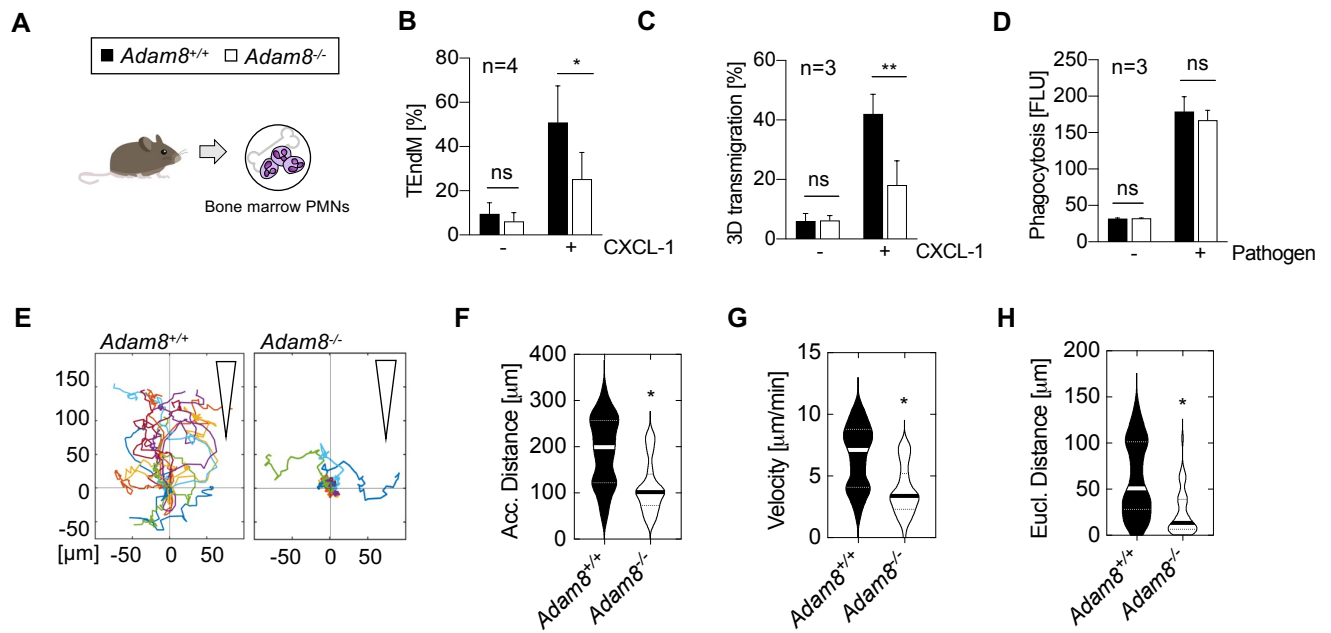 A
Adam8+/+ Adam8-/-
Bone marrow PMNs
B
n=4
*
ns
TEndM [%]
80
60
40
20
0
- + CXCL-1
C
n=3
**
ns
3D transmigration [%]
60
40
20
0
- + CXCL-1
D
n=3
ns
ns
Phagocytosis [FLU]
250
200
150
100
50
0
- + Pathogen
E
Adam8+/+ Adam8-/-
150
100
50
0
-50
[µm] -50 0 50 -50 0 50
F
Acc. Distance [µm]
400
300
200
100
0
*
Adam8+/+ Adam8-/-
G
Velocity [µm/min]
15
10
5
0
*
Adam8+/+ Adam8-/-
H
Eucl. Distance [µm]
200
150
100
50
0
*
Adam8+/+ Adam8-/-